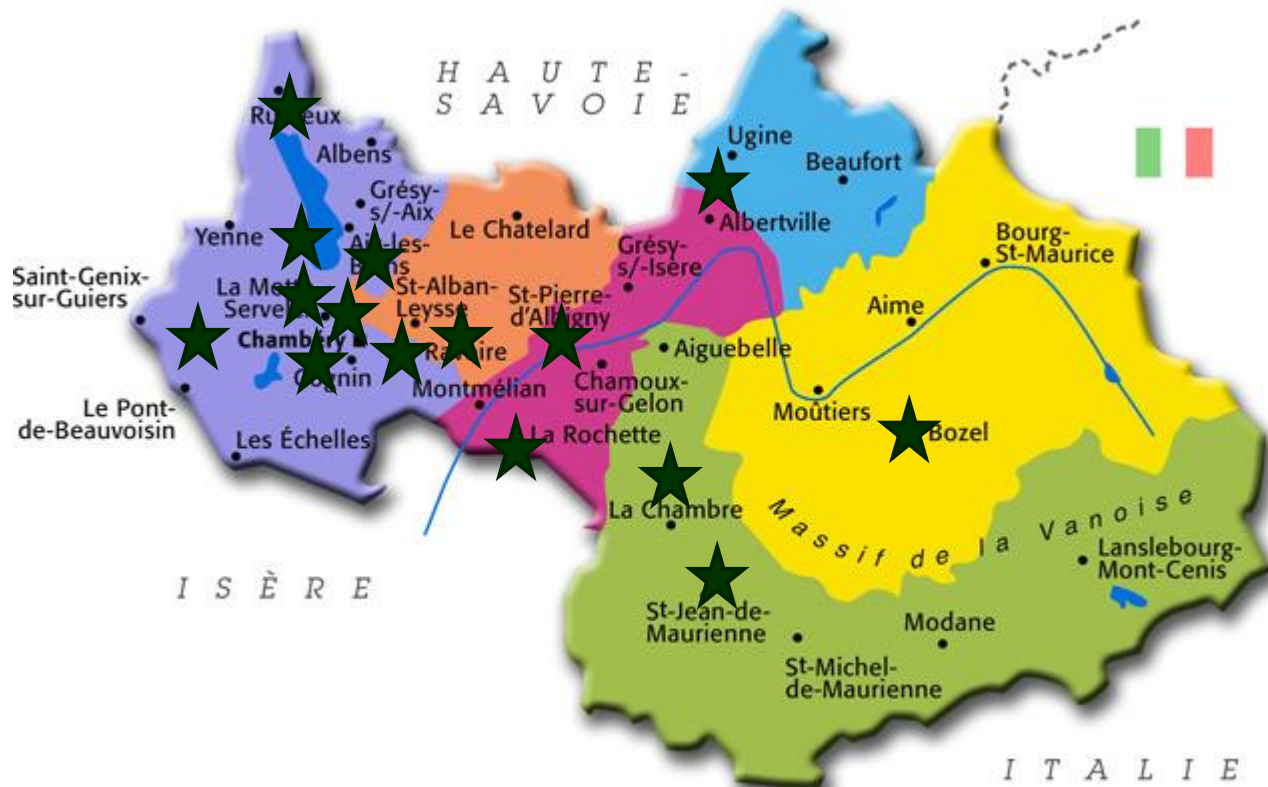 HAUTE-
SAVOIE
Ugine
Beaufort
Albens
Grésy-
s/-Aix
Yenne
Le Châtelard
Albertville
Grésy-
s/-Isère
Bourg-
St-Maurice
Saint-Genix-
sur-Guiers
La
St-Alban-
Leysse
St-Pierre-
Aime
Chambéry
Aiguebelle
Montmélian
Chamoux-
sur-Gelon
Moûtiers
Le Pont-
de-Beauvoisin
Les Échelles
La Rochette
Bozel
La Chambre
Massif de la Vanoise
Lanslebourg-
Mont-Cenis
ISÈRE
St-Jean-de-
Maurienne
Modane
St-Michel-
de-Maurienne
ITALIE